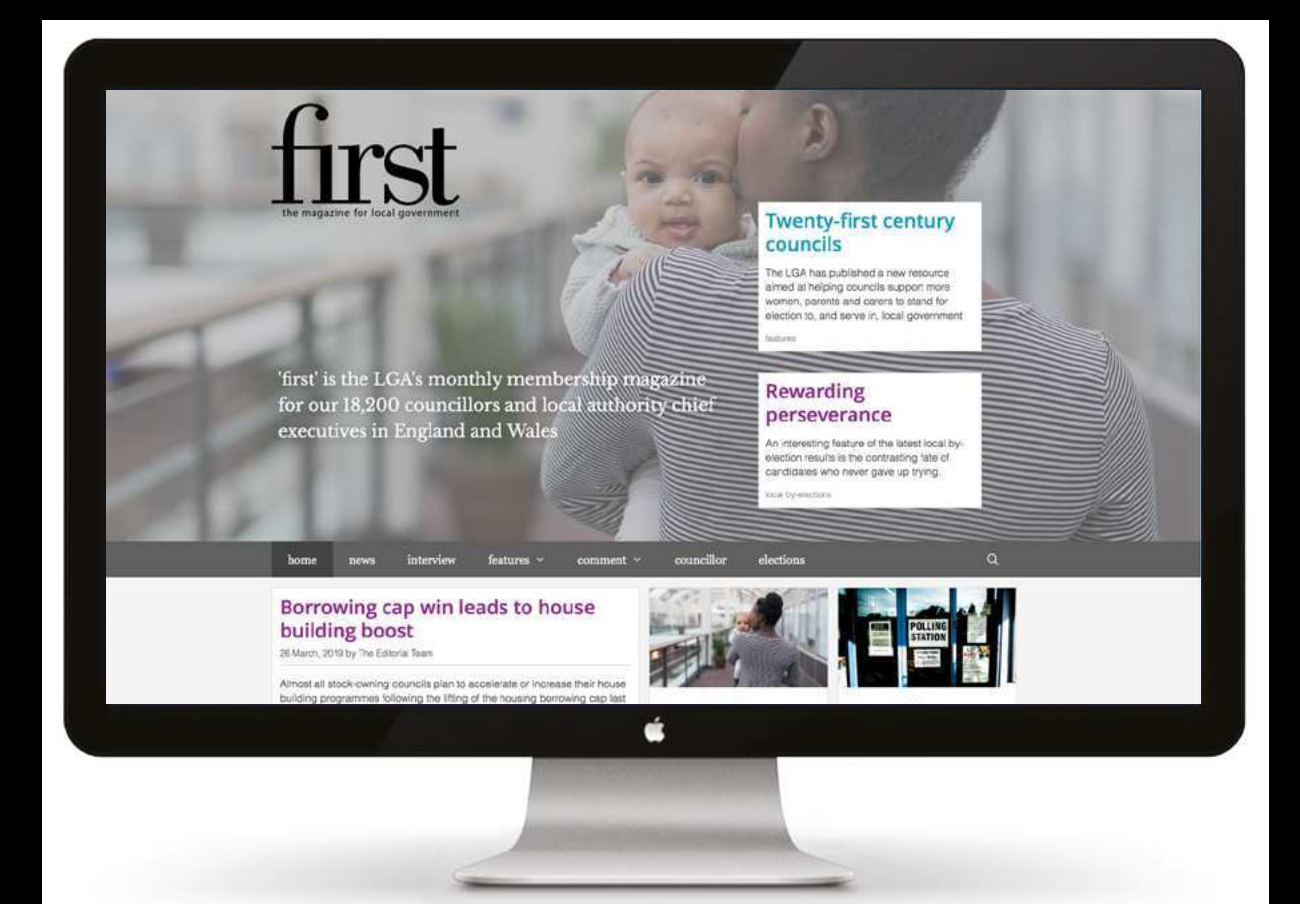 first
the magazine for local government
Twenty-first century
councils
The LGA has published a new resource
aimed at helping councils support more
women, parents and carers to stand for
election to, and serve in, local government
features
'first' is the LGA's monthly membership magazine
for our 18,200 councillors and local authority chief
executives in England and Wales
Rewarding
perseverance
An interesting feature of the latest local by-
election results is the contrasting fate of
candidates who never gave up trying.
local by-elections
home news interview features comment councillor elections
Borrowing cap win leads to house
building boost
26 March, 2019 by The Editorial Team
Almost all stock-owning councils plan to accelerate or increase their house
building programmes following the lifting of the housing borrowing cap last
POLLING
STATION